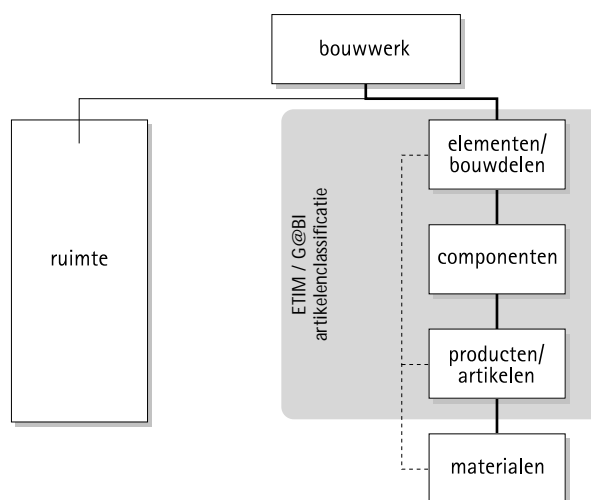 bouwwerk
ruimte
ETIM / G@BI
artikelenclassificatie
elementen/
bouwdelen
componenten
producten/
artikelen
materialen